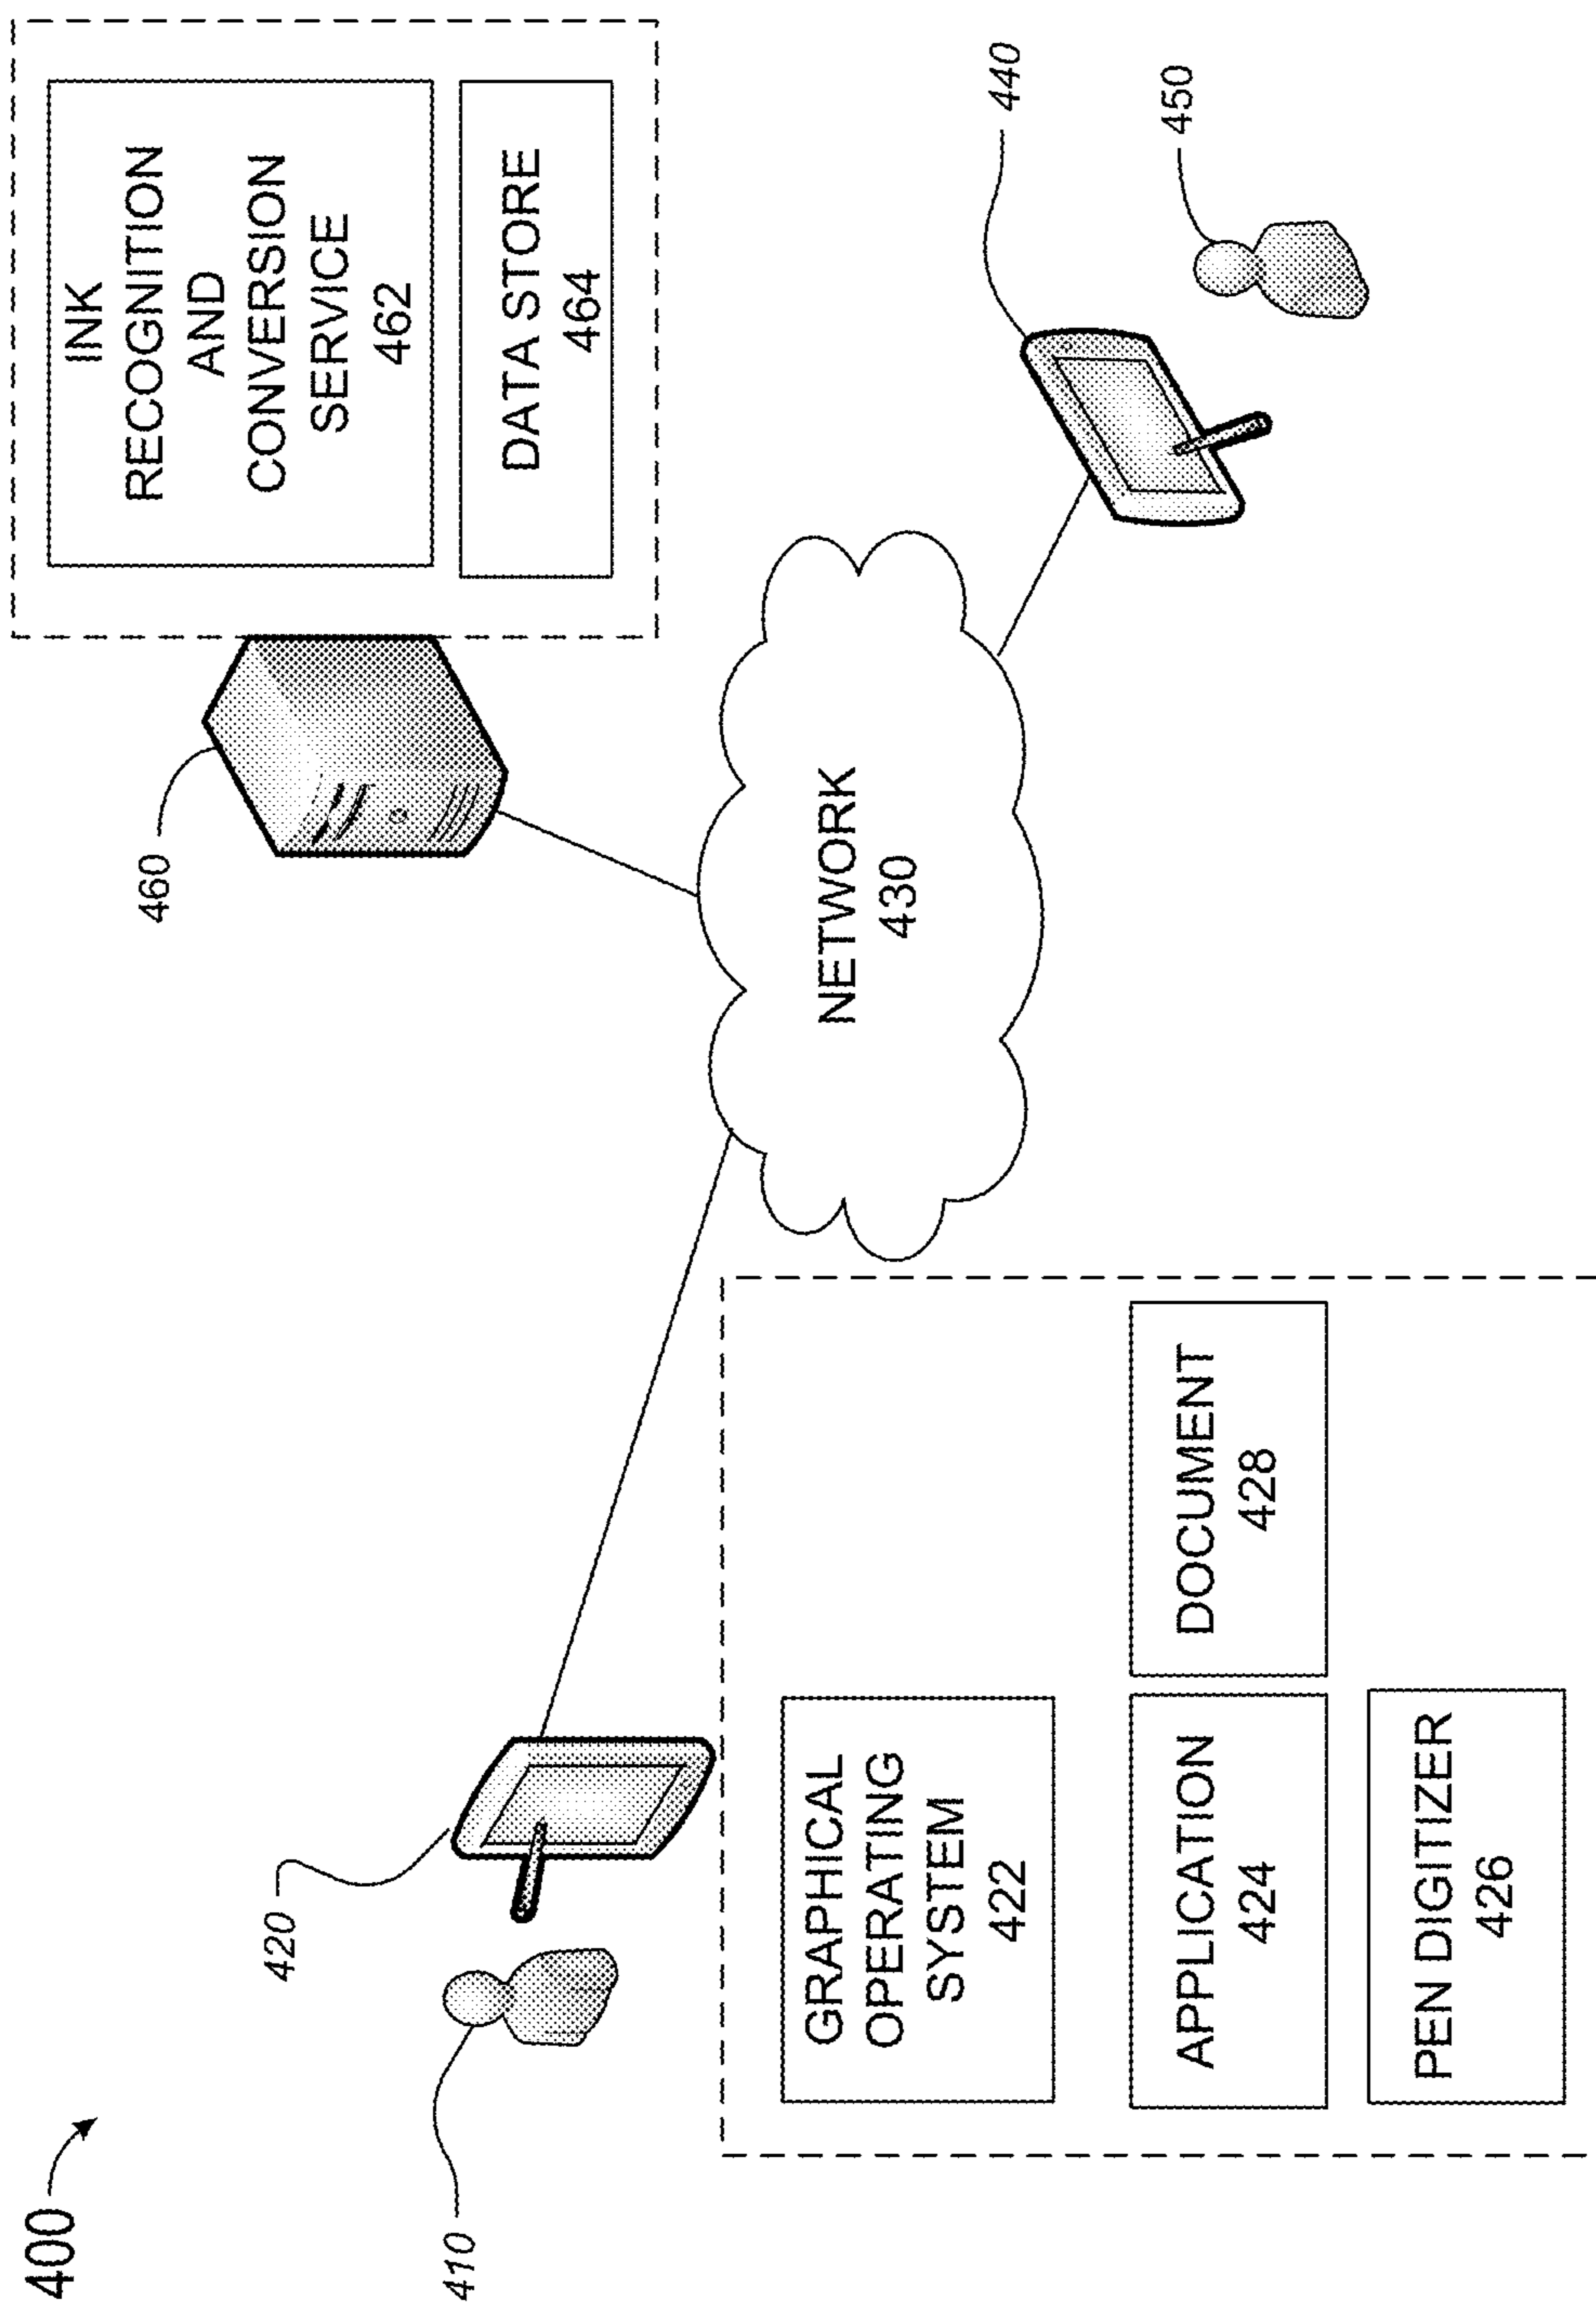 400
410
420
GRAPHICAL
OPERATING
SYSTEM
422
APPLICATION
424
DOCUMENT
428
PEN DIGITIZER
426
NETWORK
430
460
INK
RECOGNITION
AND
CONVERSION
SERVICE
462
DATA STORE
464
440
450